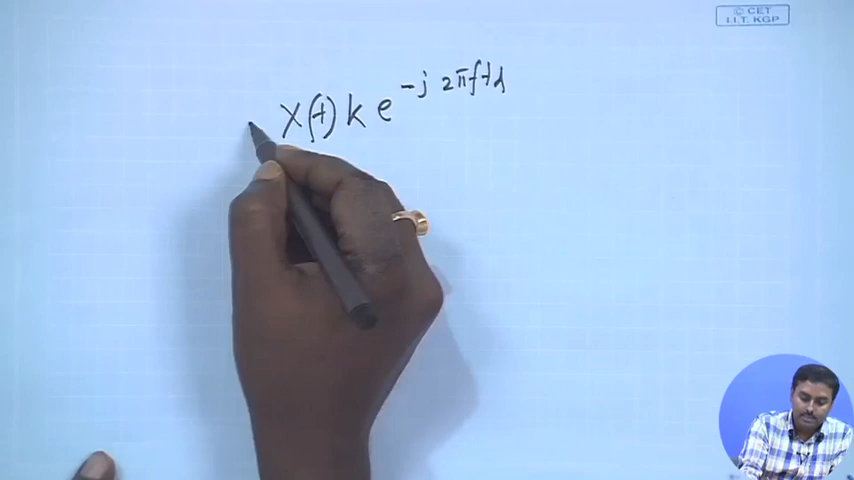 © CET
I.I.T. KGP
X(f) k e^{-j 2πf td}